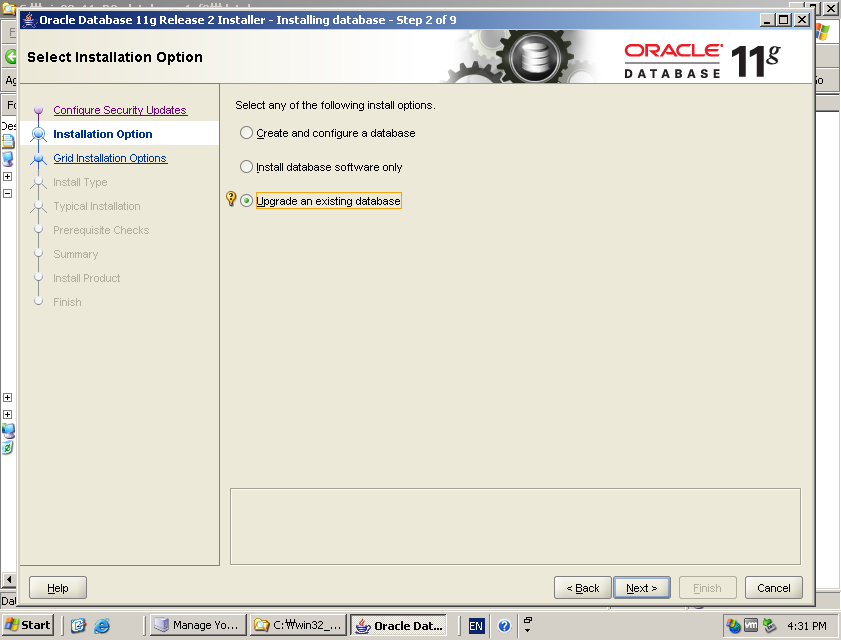 Oracle Database 11g Release 2 Installer - Installing database - Step 2 of 9
Select Installation Option
ORACLE
DATABASE 11g
Configure Security Updates
Installation Option
Grid Installation Options
Install Type
Typical Installation
Prerequisite Checks
Summary
Install Product
Finish
Select any of the following install options.
Create and configure a database
Install database software only
Upgrade an existing database
Help
< Back
Next >
Finish
Cancel
Start
Manage Yo...
C:₩win32_...
Oracle Dat...
EN
4:31 PM